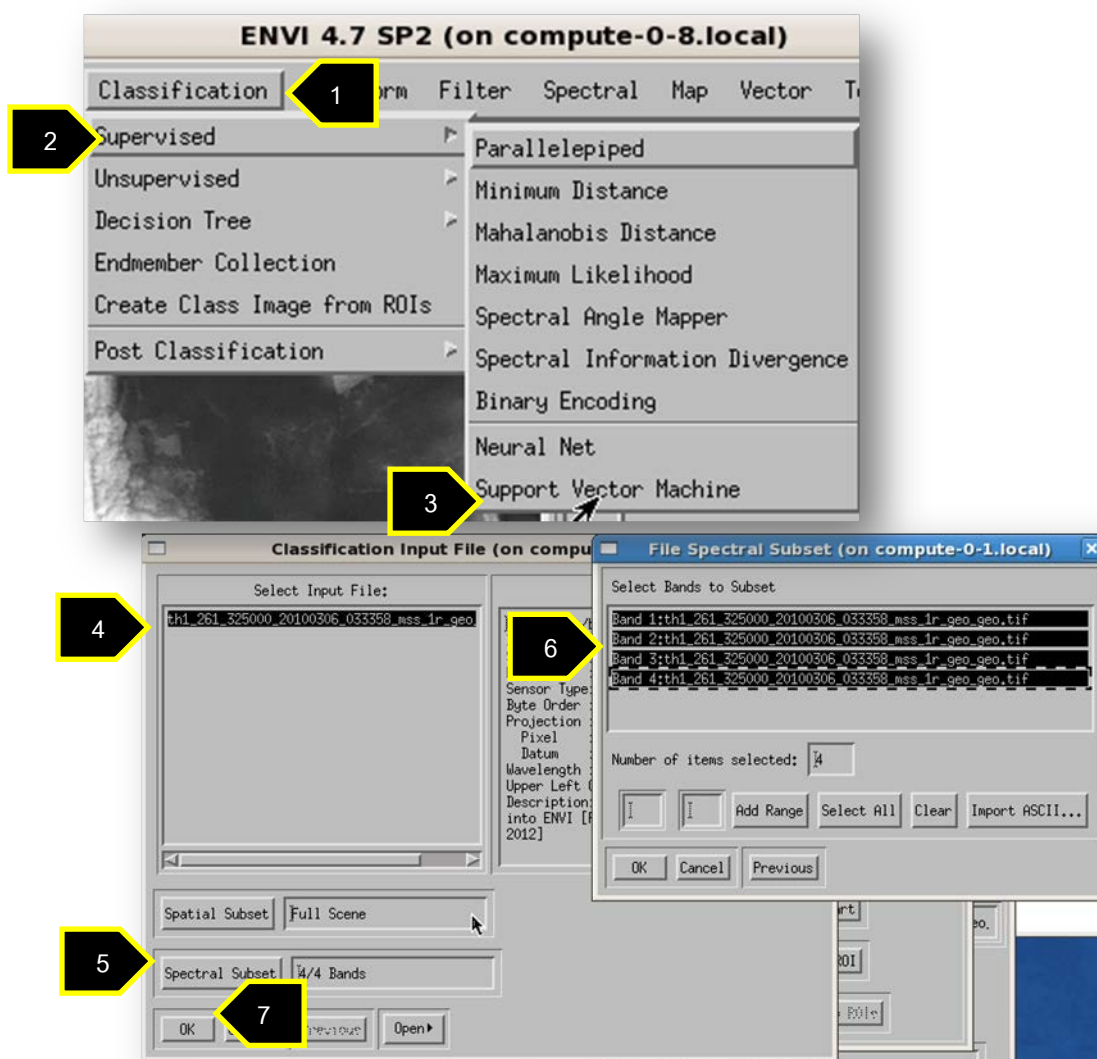 ENVI 4.7 SP2 (on compute-0-8.local)
Classification 1 orm Filter Spectral Map Vector
2 Supervised
Unsupervised
Decision Tree
Endmember Collection
Create Class Image from ROIs
Post Classification
Parallelepiped
Minimum Distance
Mahalanobis Distance
Maximum Likelihood
Spectral Angle Mapper
Spectral Information Divergence
Binary Encoding
Neural Net
3 Support Vector Machine
Classification Input File (on compu
Select Input File:
4 th1_261_325000_20100306_033358_mss_1r_geo
Sensor Type:
Byte Order :
Projection :
Pixel
Datum
Wavelength :
Upper Left
Description:
into ENVI
2012]
Spatial Subset Full Scene
5 Spectral Subset 4/4 Bands
OK 7 Previous Open
File Spectral Subset (on compute-0-1.local)
Select Bands to Subset
Band 1:th1_261_325000_20100306_033358_mss_1r_geo_geo.tif
Band 2:th1_261_325000_20100306_033358_mss_1r_geo_geo.tif
6 Band 3:th1_261_325000_20100306_033358_mss_1r_geo_geo.tif
Band 4:th1_261_325000_20100306_033358_mss_1r_geo_geo.tif
Number of items selected: 4
Add Range Select All Clear Import ASCII...
OK Cancel Previous
rt
eo.
ROI